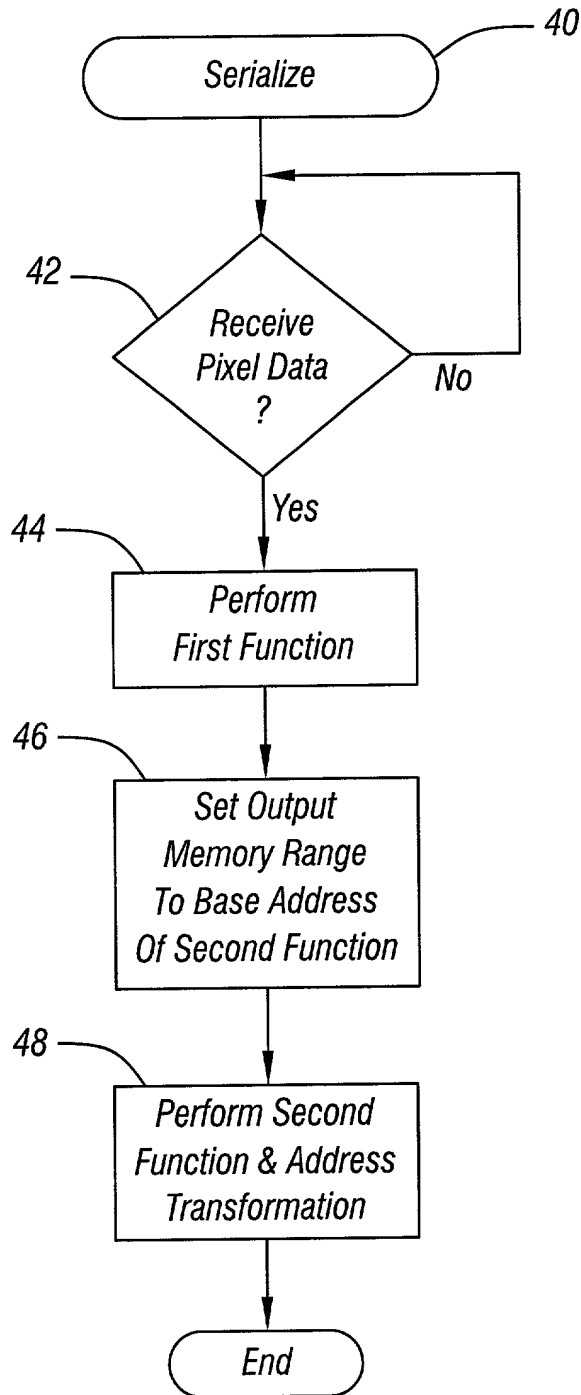 40
Serialize
42
Receive
Pixel Data
?
No
Yes
44
Perform
First Function
46
Set Output
Memory Range
To Base Address
Of Second Function
48
Perform Second
Function & Address
Transformation
End